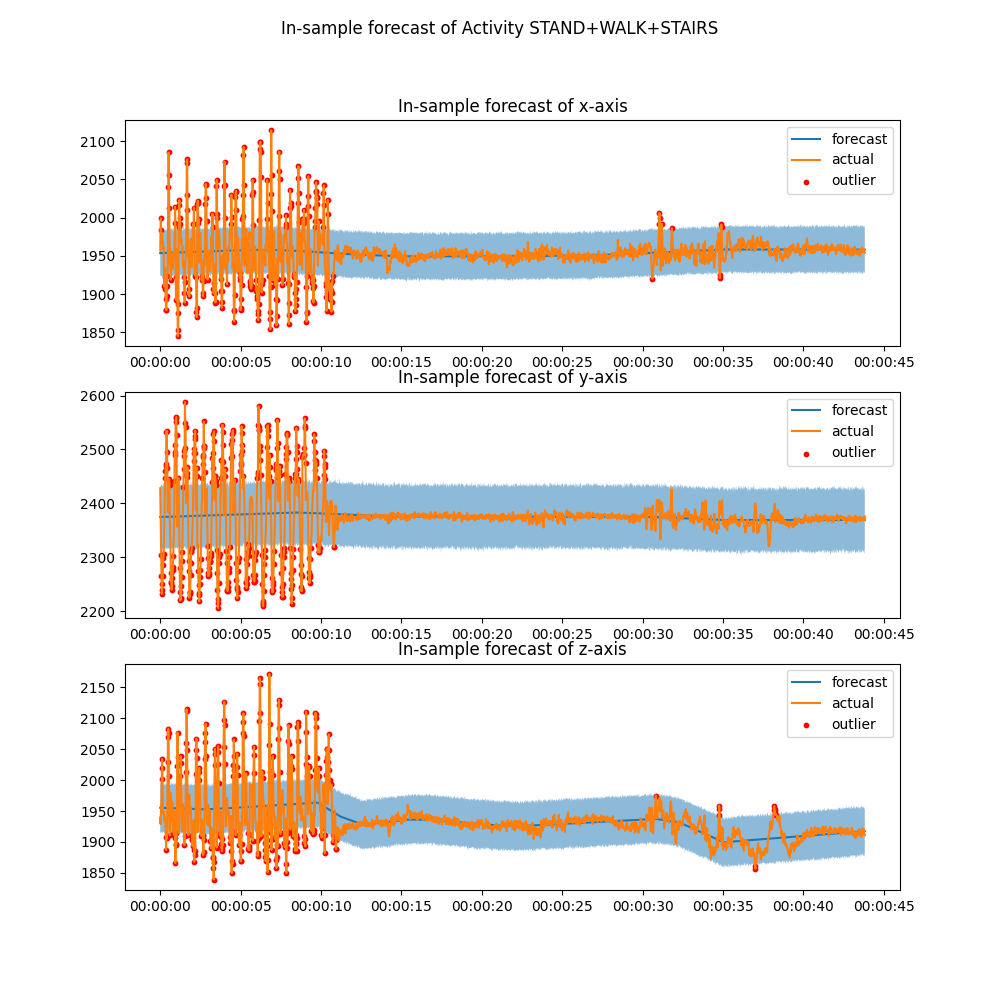 In-sample forecast of Activity STAND+WALK+STAIRS
In-sample forecast of x-axis
2100
2050
2000
1950
1900
1850
forecast
actual
outlier
00:00:00 00:00:05 00:00:10 00:00:15 00:00:20 00:00:25 00:00:30 00:00:35 00:00:40 00:00:45
In-sample forecast of y-axis
2600
2500
2400
2300
2200
forecast
actual
outlier
00:00:00 00:00:05 00:00:10 00:00:15 00:00:20 00:00:25 00:00:30 00:00:35 00:00:40 00:00:45
In-sample forecast of z-axis
2150
2100
2050
2000
1950
1900
1850
forecast
actual
outlier
00:00:00 00:00:05 00:00:10 00:00:15 00:00:20 00:00:25 00:00:30 00:00:35 00:00:40 00:00:45